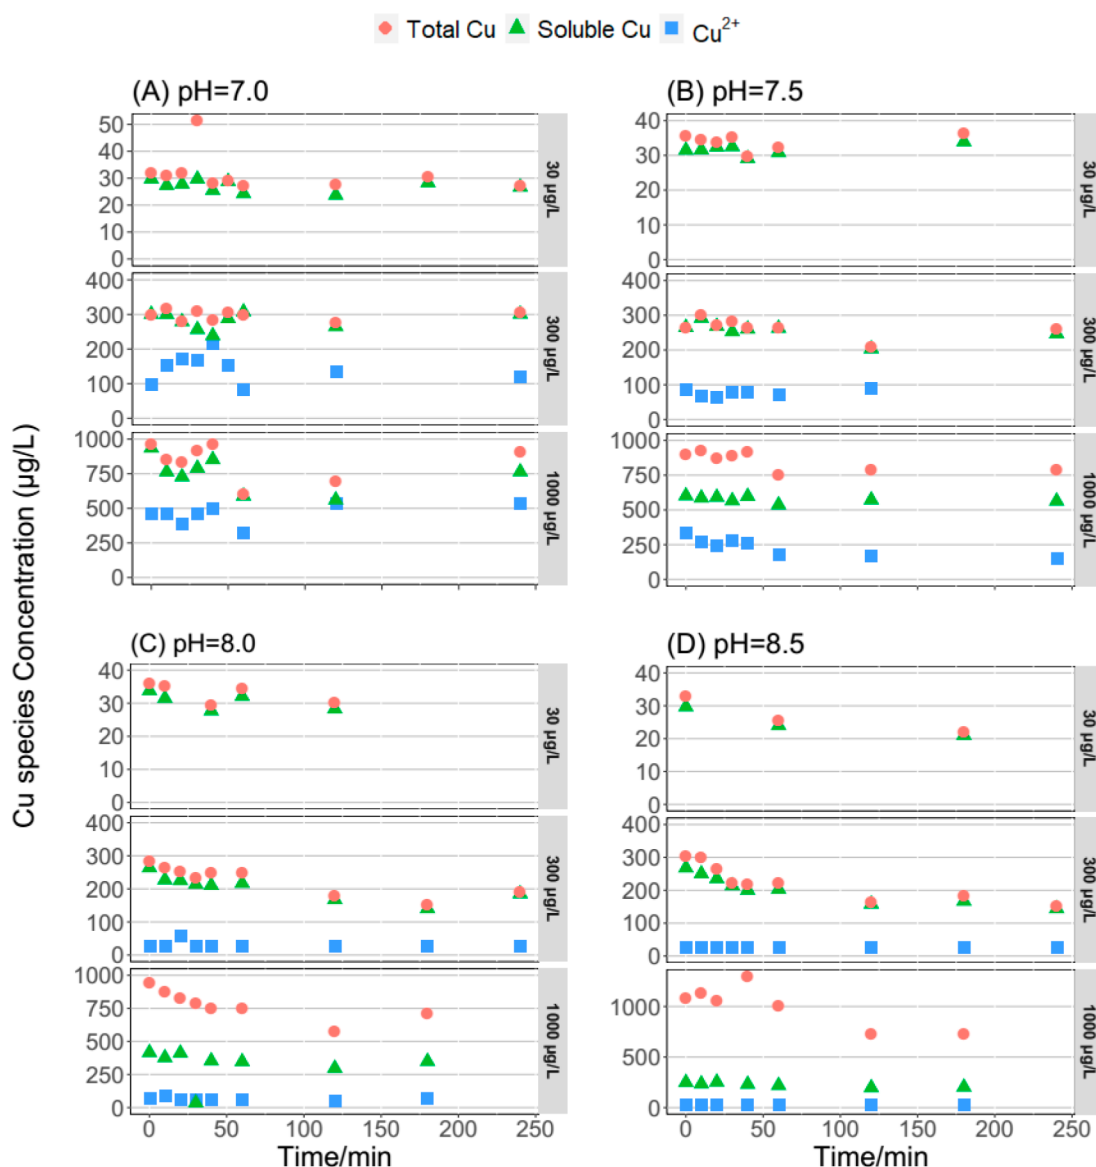 Total Cu Soluble Cu Cu²⁺
Cu species Concentration (µg/L)
(A) pH=7.0
50
40
30
20
10
0
30 µg/L
400
300
200
100
0
300 µg/L
1000
750
500
250
0
1000 µg/L
(B) pH=7.5
40
30
20
10
0
30 µg/L
400
300
200
100
0
300 µg/L
1000
750
500
250
0
1000 µg/L
(C) pH=8.0
40
30
20
10
0
30 µg/L
400
300
200
100
0
300 µg/L
1000
750
500
250
0
1000 µg/L
0 50 100 150 200 250
Time/min
(D) pH=8.5
40
30
20
10
0
30 µg/L
400
300
200
100
0
300 µg/L
1000
500
0
1000 µg/L
0 50 100 150 200 250
Time/min